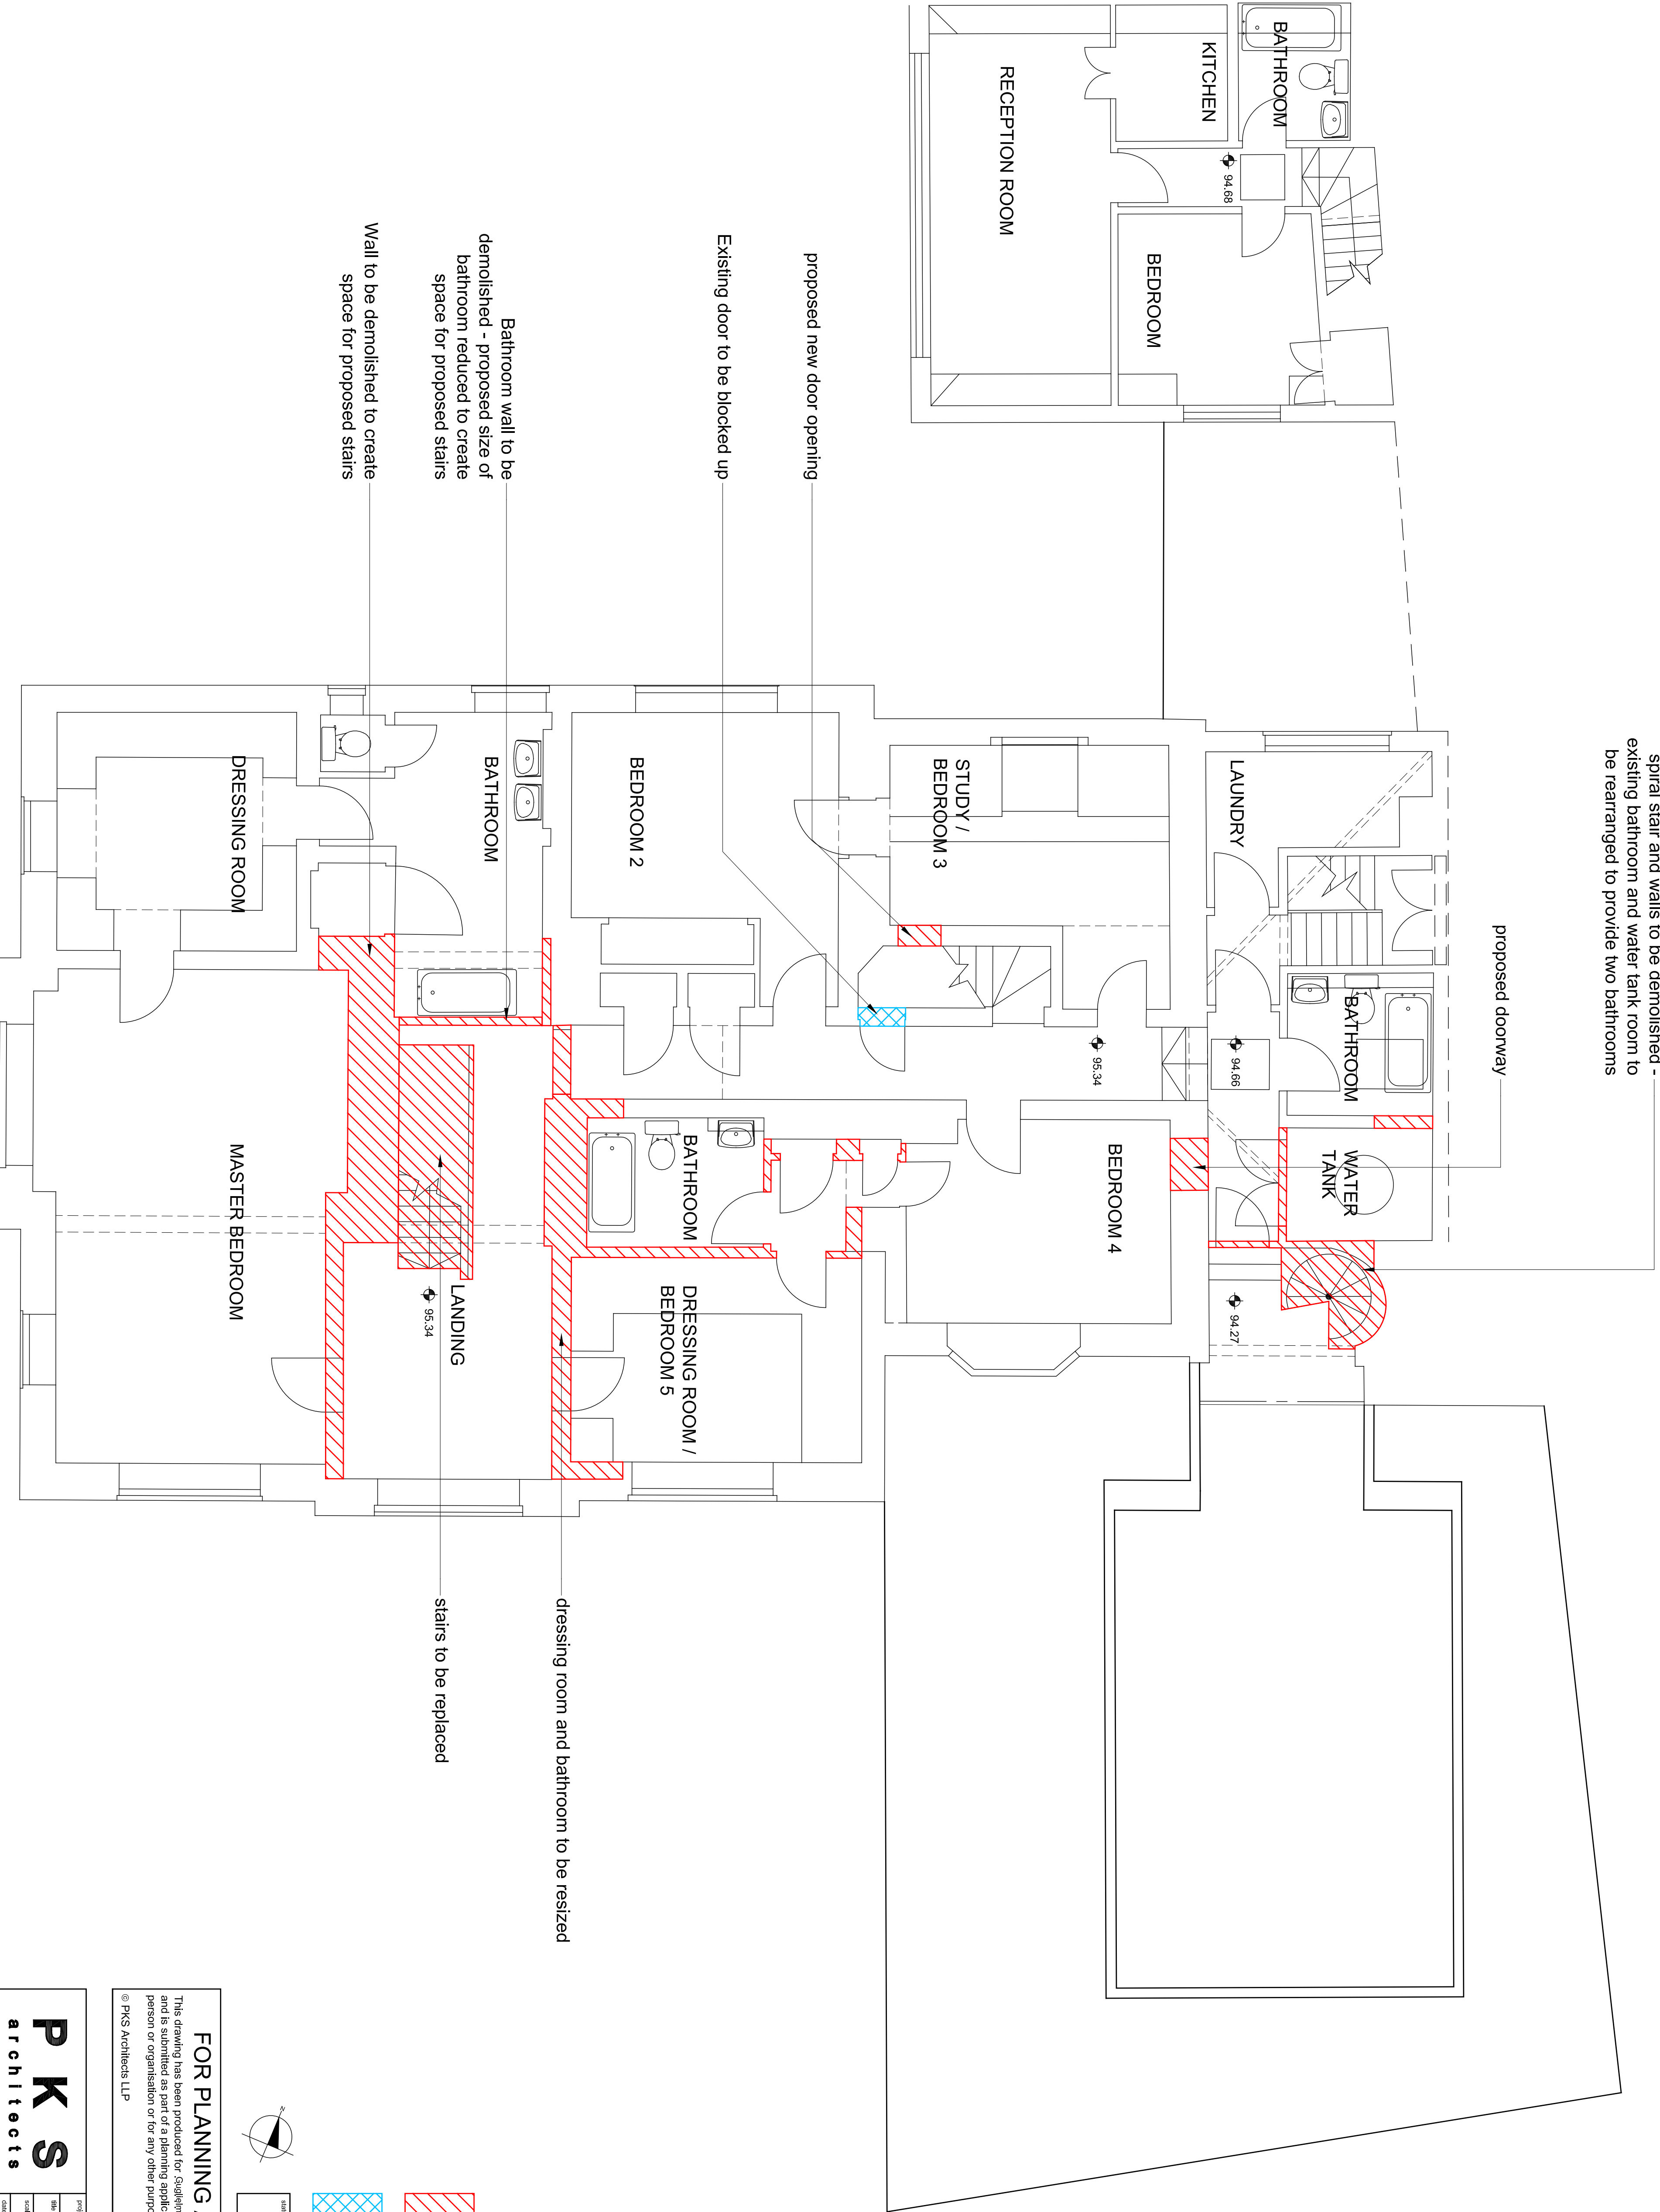 spiral stair and walls to be demolished -
existing bathroom and water tank room to
be rearranged to provide two bathrooms
proposed doorway
BATHROOM
KITCHEN
94.68
RECEPTION ROOM
BEDROOM
proposed new door opening
Existing door to be blocked up
Bathroom wall to be
demolished - proposed size of
bathroom reduced to create
space for proposed stairs
Wall to be demolished to create
space for proposed stairs
LAUNDRY
BATHROOM
WATER
TANK
94.66
94.27
STUDY /
BEDROOM 3
95.34
BEDROOM 4
BEDROOM 2
BATHROOM
DRESSING ROOM /
BEDROOM 5
BATHROOM
LANDING
95.34
DRESSING ROOM
MASTER BEDROOM
dressing room and bathroom to be resized
stairs to be replaced
N
FOR PLANNING
This drawing has been produced for
and is submitted as part of a planning
person or organisation or for any other
© PKS Architects LLP
P K S
architects
title